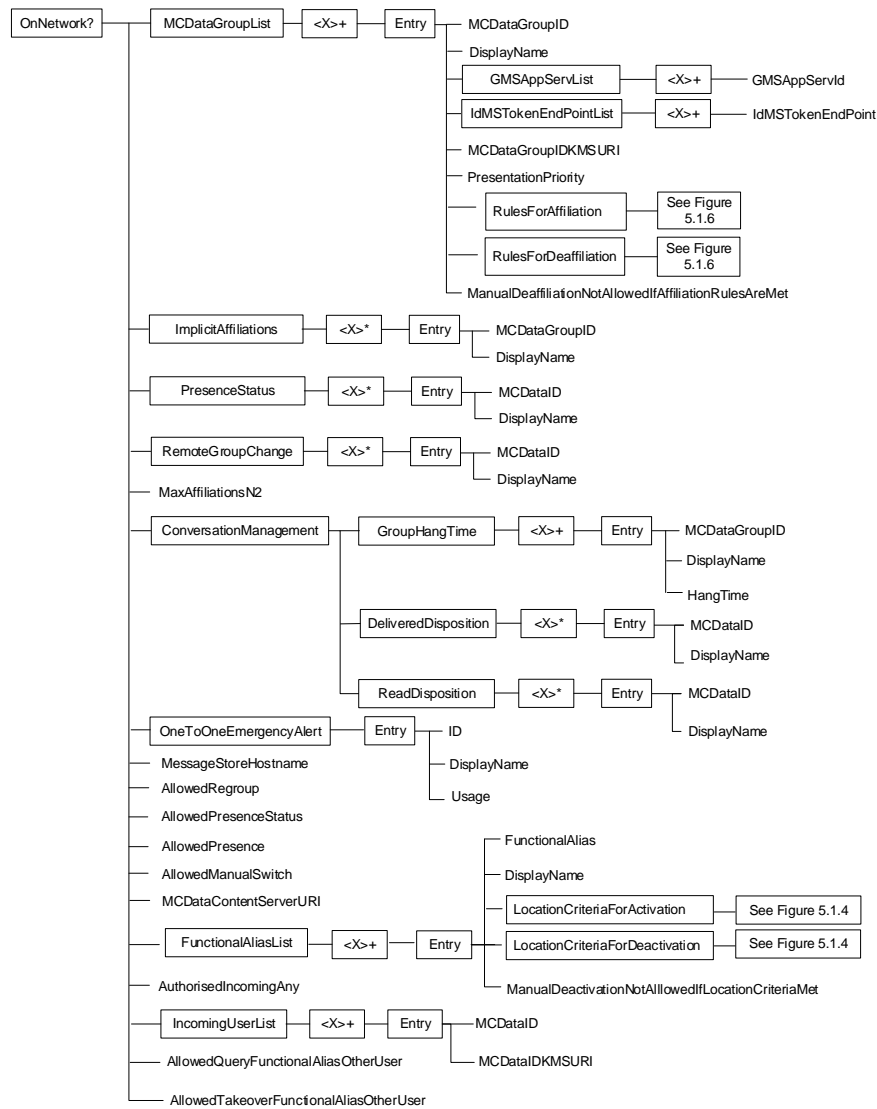 OnNetwork?
MCDataGroupList
<X>+
Entry
MCDataGroupID
DisplayName
GMSAppServList
<X>+
GMSAppServId
IdMSTokenEndPointList
<X>+
IdMSTokenEndPoint
MCDataGroupIDKMSURI
PresentationPriority
RulesForAffiliation
See Figure
5.1.6
RulesForDeaffiliation
See Figure
5.1.6
ManualDeaffiliationNotAllowedIfAffiliationRulesAreMet
ImplicitAffiliations
<X>*
Entry
MCDataGroupID
DisplayName
PresenceStatus
<X>*
Entry
MCDataID
DisplayName
RemoteGroupChange
<X>*
Entry
MCDataID
DisplayName
MaxAffiliationsN2
ConversationManagement
GroupHangTime
<X>+
Entry
MCDataGroupID
DisplayName
HangTime
DeliveredDisposition
<X>*
Entry
MCDataID
DisplayName
ReadDisposition
<X>*
Entry
MCDataID
DisplayName
OneToOneEmergencyAlert
Entry
ID
DisplayName
Usage
MessageStoreHostname
AllowedRegroup
AllowedPresenceStatus
AllowedPresence
AllowedManualSwitch
MCDataContentServerURI
FunctionalAliasList
<X>+
Entry
FunctionalAlias
DisplayName
LocationCriteriaForActivation
See Figure 5.1.4
LocationCriteriaForDeactivation
See Figure 5.1.4
ManualDeactivationNotAlllowedIfLocationCriteriaMet
AuthorisedIncomingAny
IncomingUserList
<X>+
Entry
MCDataID
MCDataIDKMSURI
AllowedQueryFunctionalAliasOtherUser
AllowedTakeoverFunctionalAliasOtherUser